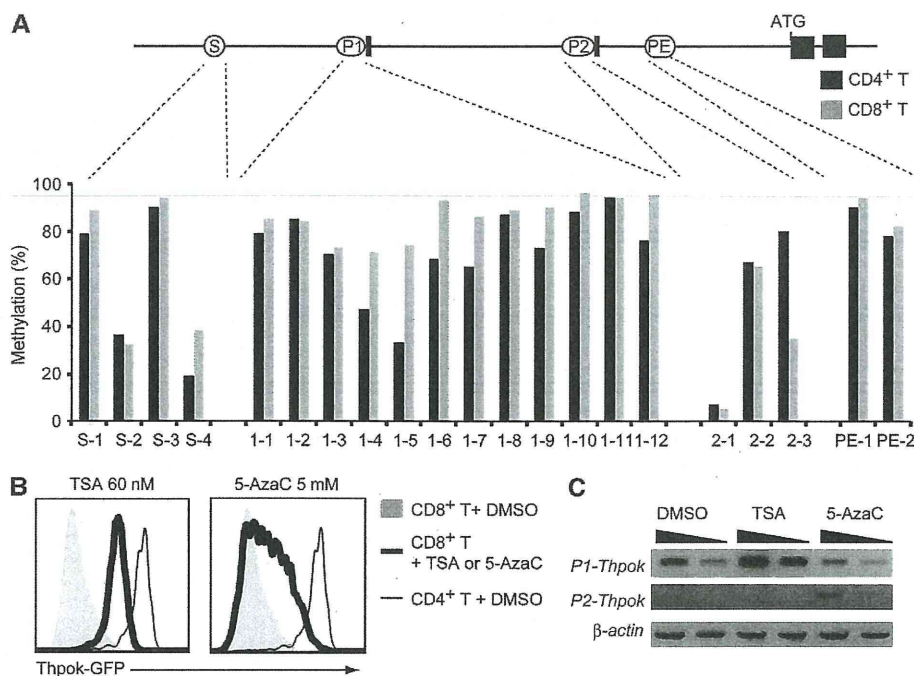 A
S
P1
P2
PE
ATG
CD4+ T
CD8+ T
Methylation (%)
100
80
60
40
20
0
S-1 S-2 S-3 S-4 1-1 1-2 1-3 1-4 1-5 1-6 1-7 1-8 1-9 1-10 1-11 1-12 2-1 2-2 2-3 PE-1 PE-2
B
TSA 60 nM
5-AzaC 5 mM
CD8+ T+ DMSO
CD8+ T
+ TSA or 5-AzaC
CD4+ T + DMSO
Thpok-GFP
C
DMSO TSA 5-AzaC
P1-Thpok
P2-Thpok
β-actin